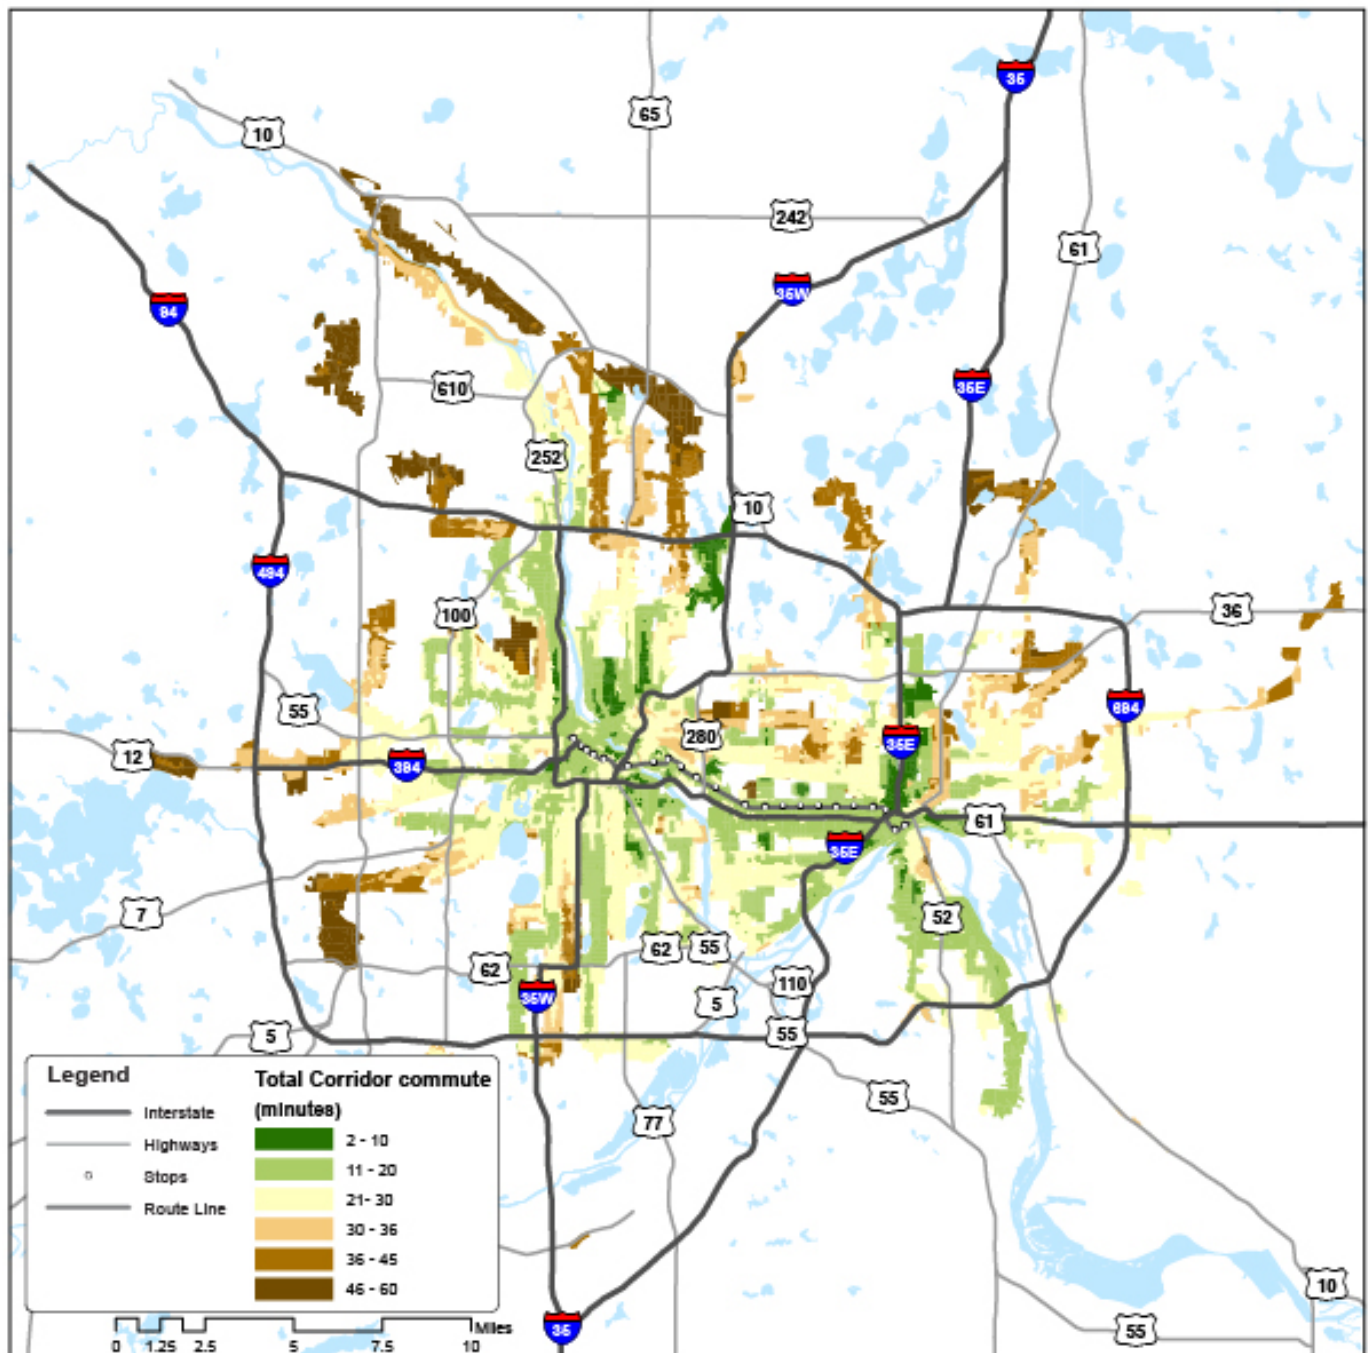 35
10
65
242
61
94
35W
610
35E
252
10
494
100
36
55
280
694
12
394
35E
61
35E
7
52
62
55
62
110
35W
5
5
55
Legend
Total Corridor commute
(minutes)
Interstate
2 - 10
Highways
11 - 20
Stops
21- 30
Route Line
30 - 36
36 - 45
46 - 60
55
77
10
35
55
Miles
0 1.25 2.5 5 7.5 10